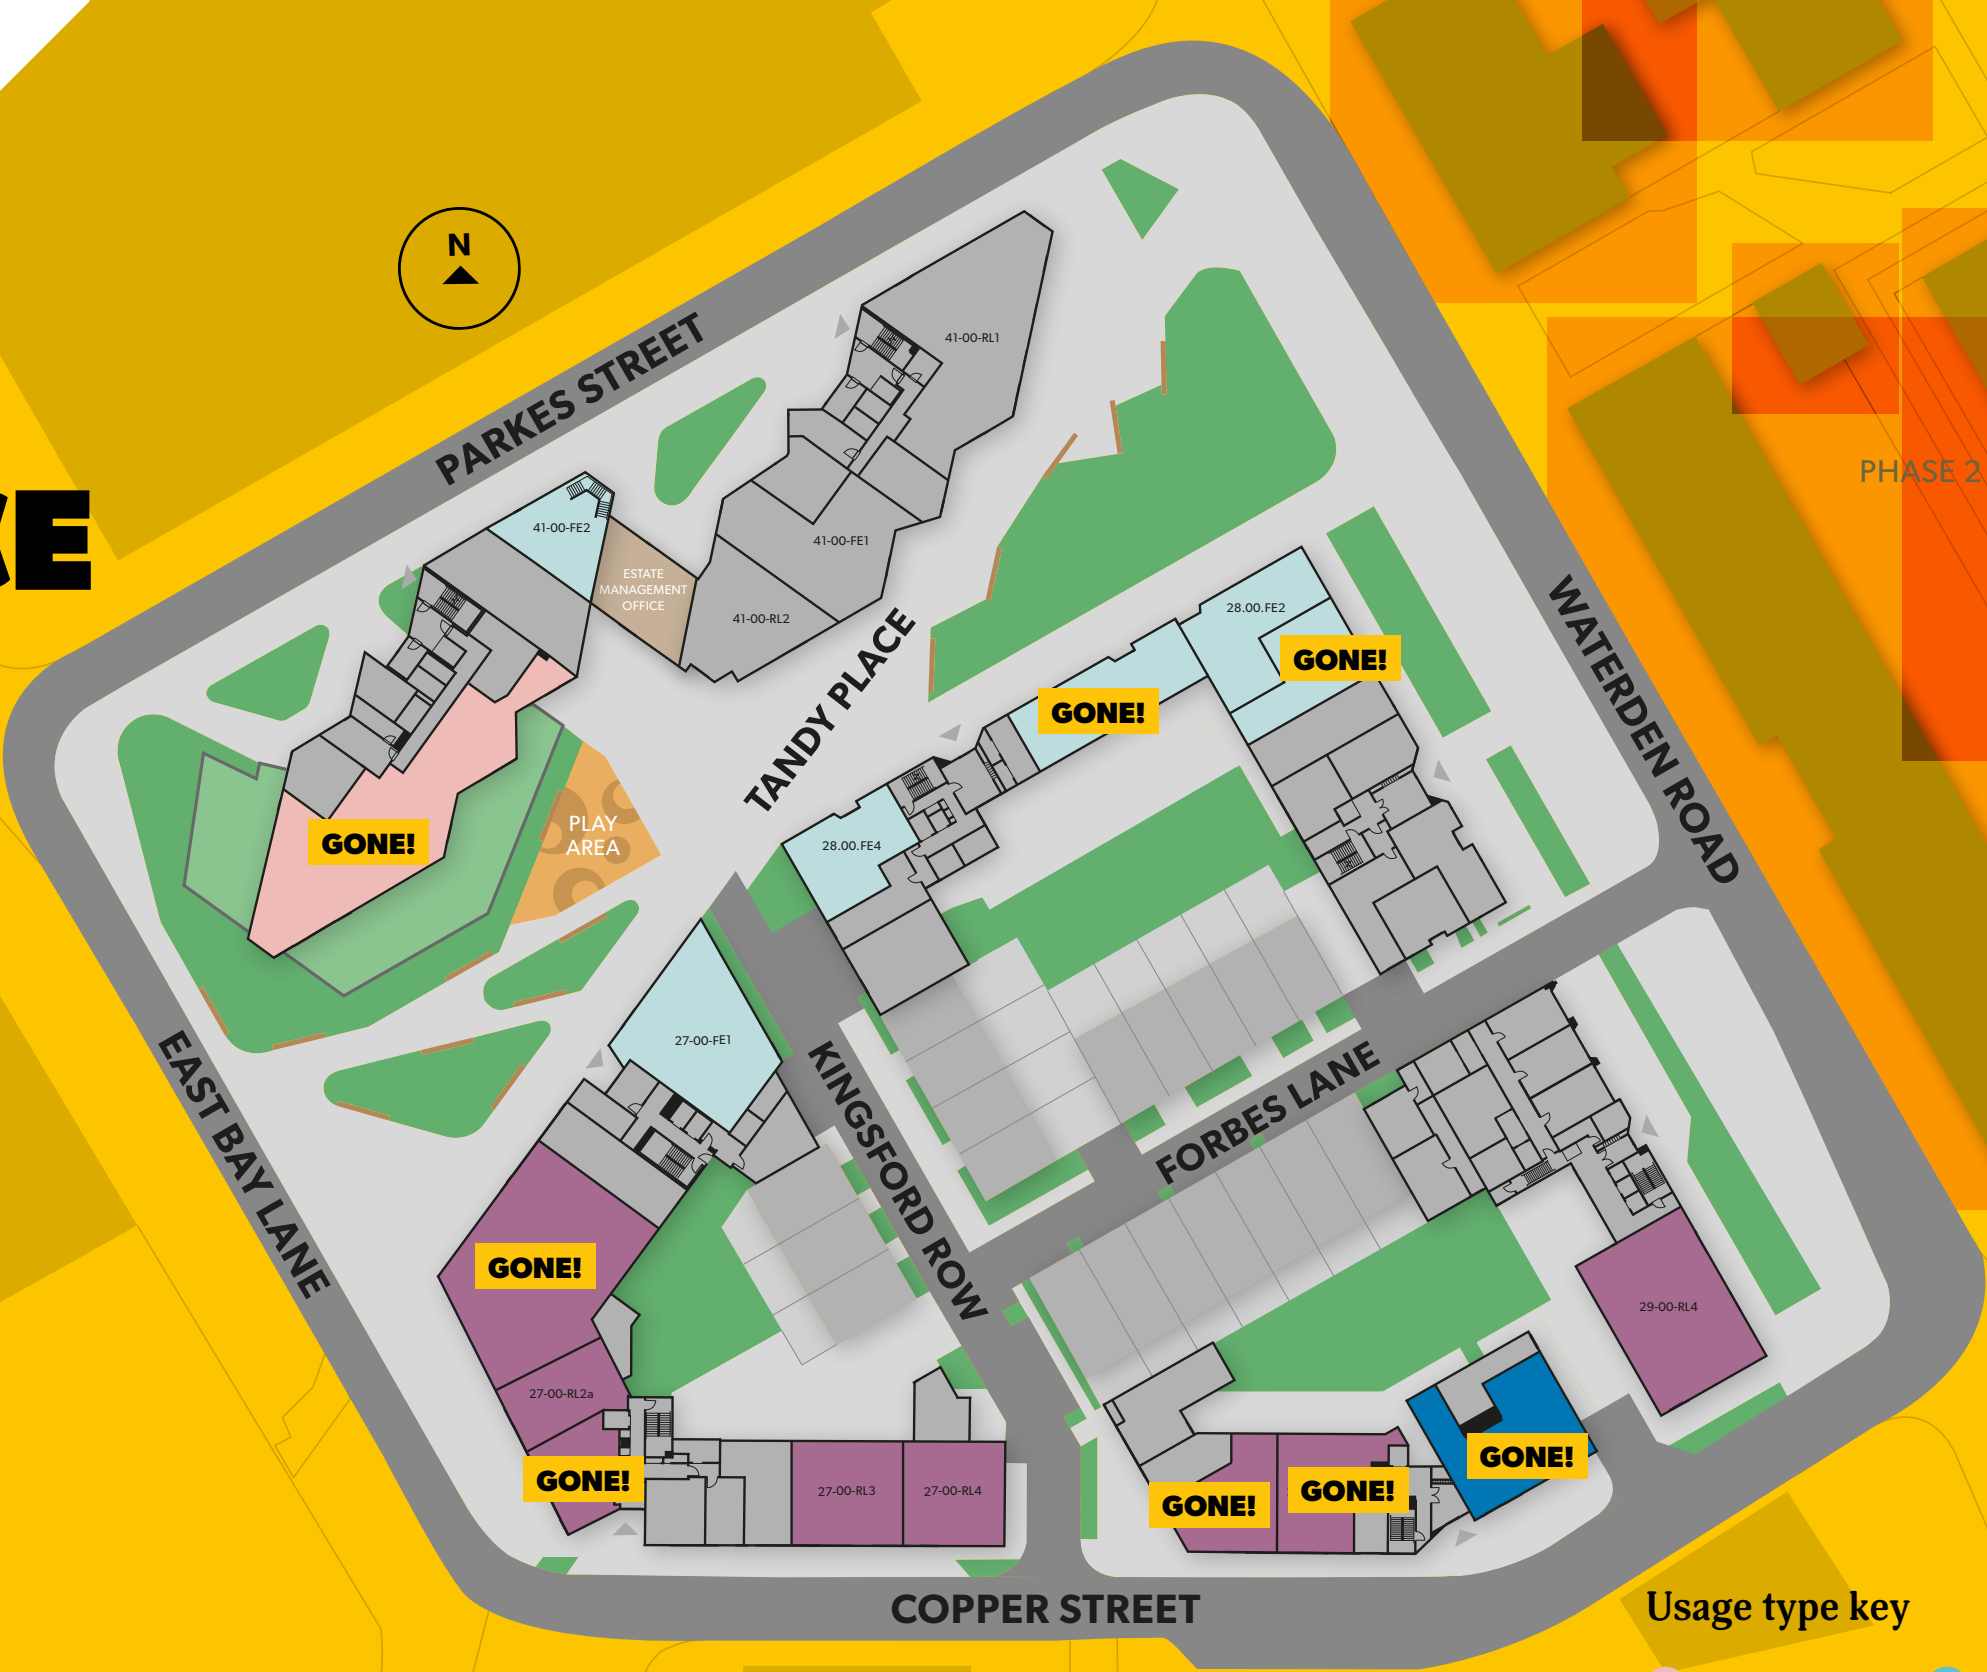 N
PARKES STREET
CE
41-00-RL1
PHASE 2
41-00-FE2
41-00-FE1
ESTATE
MANAGEMENT
OFFICE
41-00-RL2
28.00.FE2
GONE!
GONE!
TANDY PLACE
WATERDEN ROAD
GONE!
PLAY
AREA
28.00.FE4
27-00-FE1
EAST BAY LANE
KINGSFORD ROW
FORBES LANE
GONE!
29-00-RL4
27-00-RL2a
GONE!
27-00-RL3
27-00-RL4
GONE!
GONE!
GONE!
COPPER STREET
Usage type key